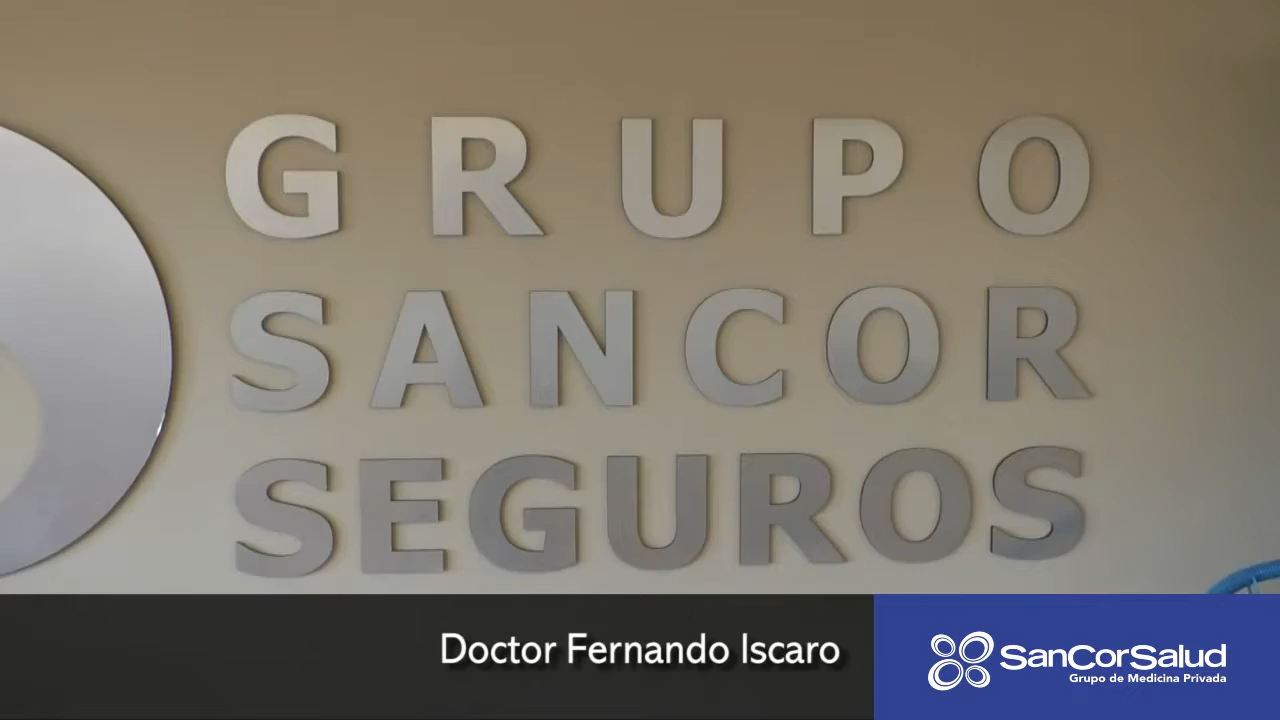 GRUPO
SANCOR
SEGUROS
Doctor Fernando Iscaro
SanCorSalud
Grupo de Medicina Privada